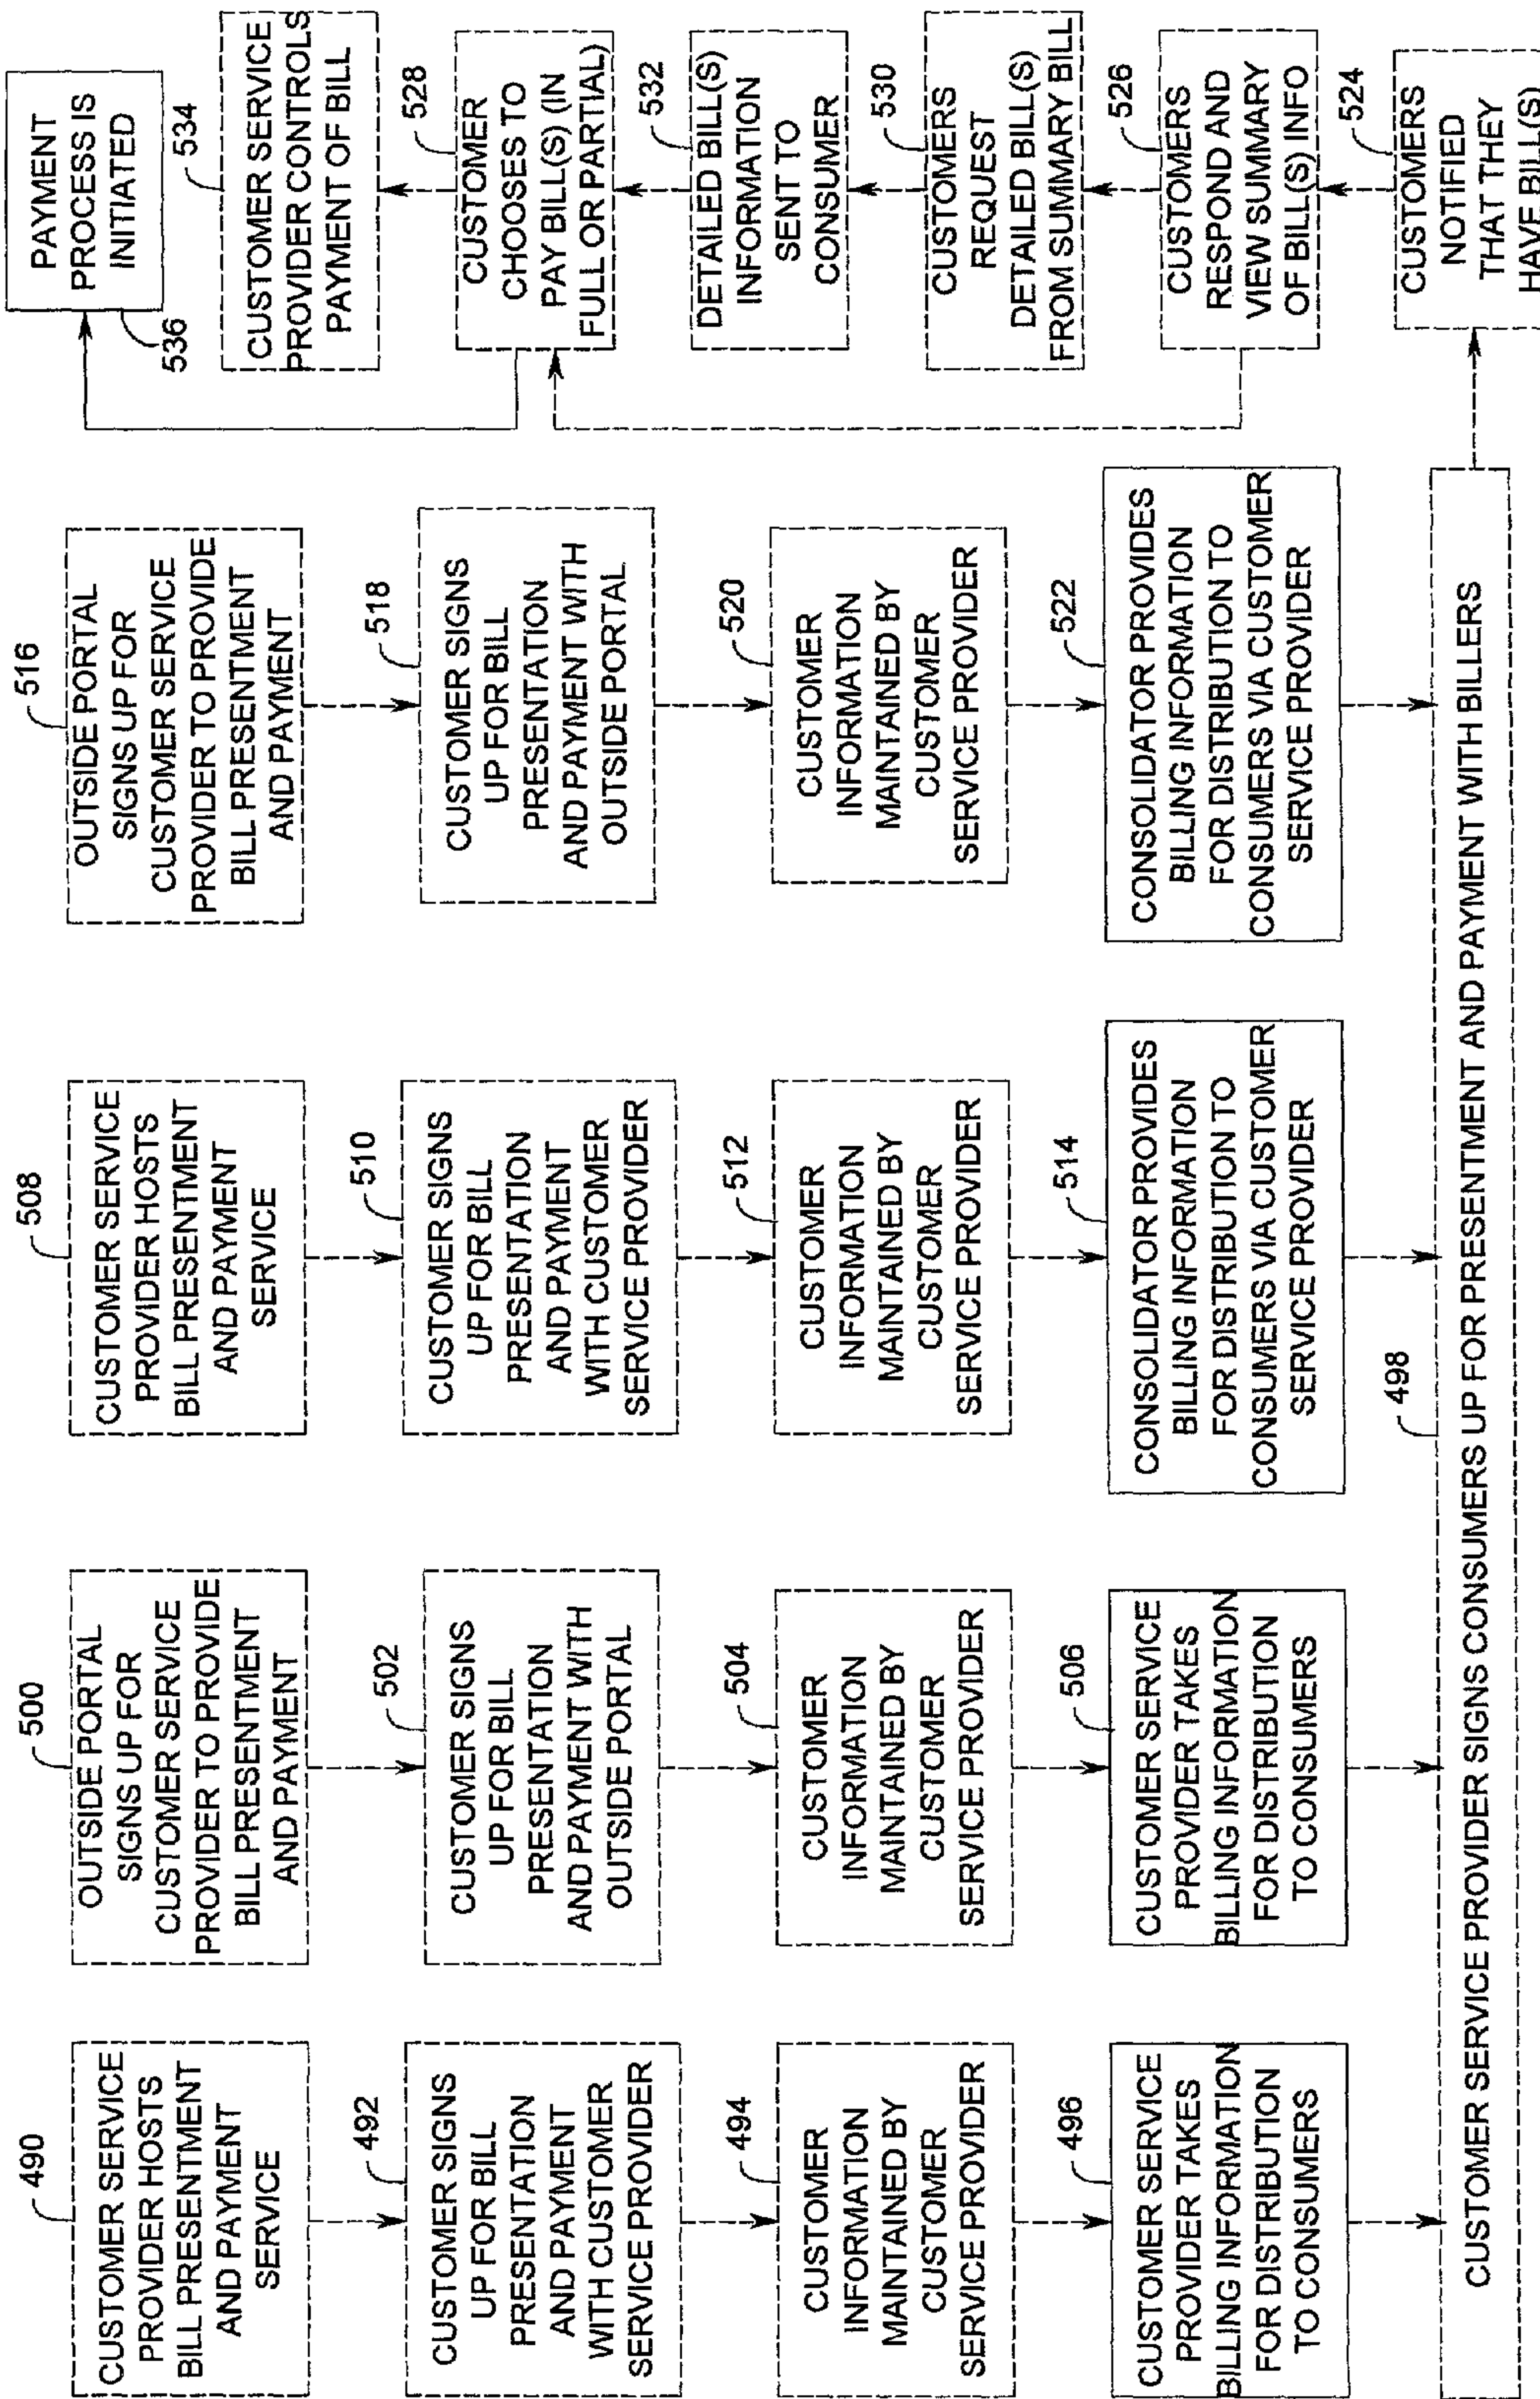 490
CUSTOMER SERVICE
PROVIDER HOSTS
BILL PRESENTMENT
AND PAYMENT
SERVICE
492
CUSTOMER SIGNS
UP FOR BILL
PRESENTATION
AND PAYMENT
WITH CUSTOMER
SERVICE PROVIDER
494
CUSTOMER
INFORMATION
MAINTAINED BY
CUSTOMER
SERVICE PROVIDER
496
CUSTOMER SERVICE
PROVIDER TAKES
BILLING INFORMATION
FOR DISTRIBUTION
TO CONSUMERS
500
OUTSIDE PORTAL
SIGNS UP FOR
CUSTOMER SERVICE
PROVIDER TO PROVIDE
BILL PRESENTMENT
AND PAYMENT
502
CUSTOMER SIGNS
UP FOR BILL
PRESENTATION
AND PAYMENT WITH
OUTSIDE PORTAL
504
CUSTOMER
INFORMATION
MAINTAINED BY
CUSTOMER
SERVICE PROVIDER
506
CUSTOMER SERVICE
PROVIDER TAKES
BILLING INFORMATION
FOR DISTRIBUTION
TO CONSUMERS
508
CUSTOMER SERVICE
PROVIDER HOSTS
BILL PRESENTMENT
AND PAYMENT
SERVICE
510
CUSTOMER SIGNS
UP FOR BILL
PRESENTATION
AND PAYMENT
WITH CUSTOMER
SERVICE PROVIDER
512
CUSTOMER
INFORMATION
MAINTAINED BY
CUSTOMER
SERVICE PROVIDER
514
CONSOLIDATOR PROVIDES
BILLING INFORMATION
FOR DISTRIBUTION TO
CONSUMERS VIA CUSTOMER
SERVICE PROVIDER
516
OUTSIDE PORTAL
SIGNS UP FOR
CUSTOMER SERVICE
PROVIDER TO PROVIDE
BILL PRESENTMENT
AND PAYMENT
518
CUSTOMER SIGNS
UP FOR BILL
PRESENTATION
AND PAYMENT WITH
OUTSIDE PORTAL
520
CUSTOMER
INFORMATION
MAINTAINED BY
CUSTOMER
SERVICE PROVIDER
522
CONSOLIDATOR PROVIDES
BILLING INFORMATION
FOR DISTRIBUTION TO
CONSUMERS VIA CUSTOMER
SERVICE PROVIDER
498
CUSTOMER SERVICE PROVIDER SIGNS CONSUMERS UP FOR PRESENTMENT AND PAYMENT WITH BILLERS
PAYMENT
PROCESS IS
INITIATED
536
534
CUSTOMER SERVICE
PROVIDER CONTROLS
PAYMENT OF BILL
528
CUSTOMER
CHOOSES TO
PAY BILL(S) (IN
FULL OR PARTIAL)
532
DETAILED BILL(S)
INFORMATION
SENT TO
CONSUMER
530
CUSTOMERS
REQUEST
DETAILED BILL(S)
FROM SUMMARY BILL
526
CUSTOMERS
RESPOND AND
VIEW SUMMARY
OF BILL(S) INFO
524
CUSTOMERS
NOTIFIED
THAT THEY
HAVE BILL(S)